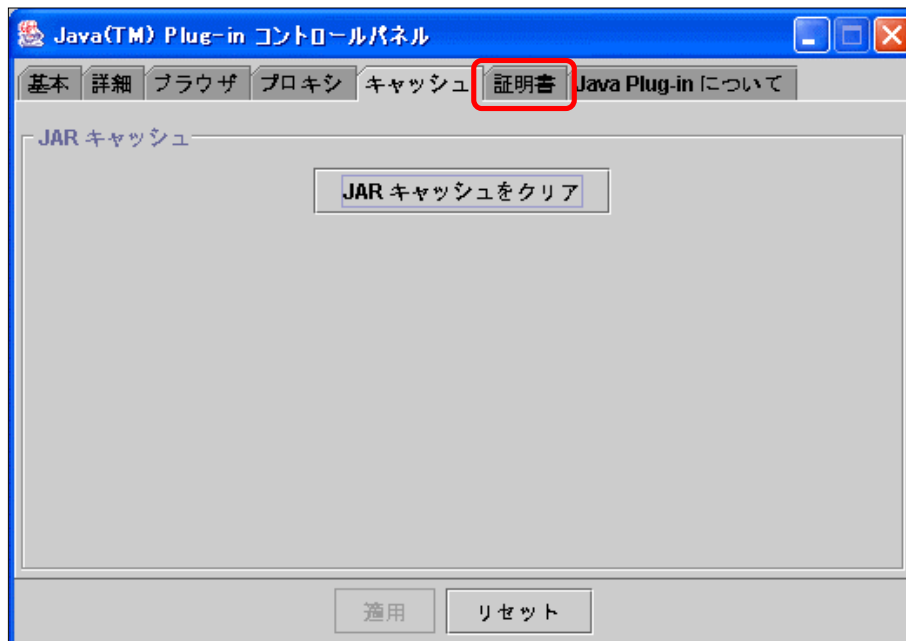 Java(TM) Plug-in コントロールパネル
基本 詳細 ブラウザ プロキシ キャッシュ 証明書 Java Plug-in について
JAR キャッシュ
JAR キャッシュをクリア
適用 リセット